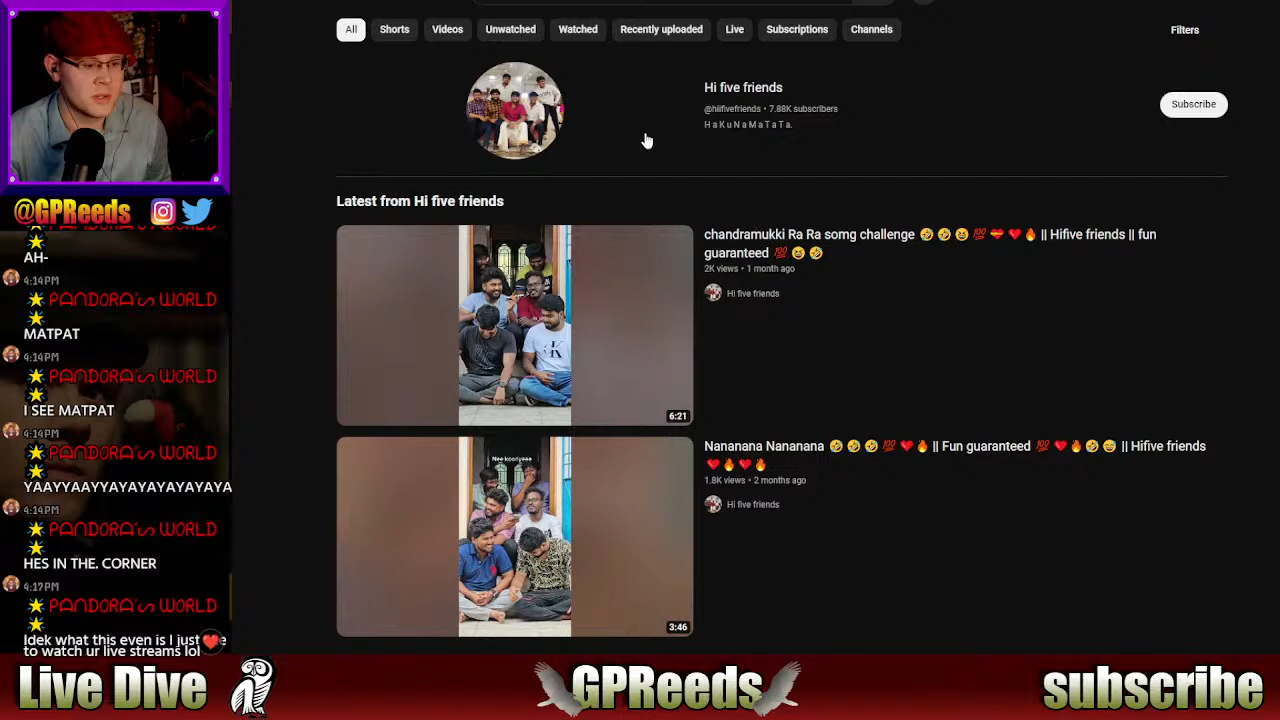 All Shorts Videos Unwatched Watched Recently uploaded Live Subscriptions Channels Filters
Hi five friends
@hiifivefriends • 7.88K subscribers
H a K u N a M a T a T a.
Subscribe
Latest from Hi five friends
chandramukki Ra Ra somg challenge 🤣 🤣 😆 💯 💝 ❤️ 🔥 || Hifive friends || fun
guaranteed 💯 😆 🤣
2K views • 1 month ago
Hi five friends
6:21
Nee kooriyeee
Nananana Nananana 🤣 🤣 🤣 💯 ❤️ 🔥 || Fun guaranteed 💯 ❤️ 🔥 🤣 😅 || Hifive friends
❤️ 🔥 ❤️ 🔥
1.8K views • 2 months ago
Hi five friends
3:46
@GPReeds
AH-
4:14PM
🌟 PANDORA'S WORLD
🌟
MATPAT
4:14PM
🌟 PANDORA'S WORLD
🌟
I SEE MATPAT
4:14PM
🌟 PANDORA'S WORLD
🌟
YAAYYAAYYAYAYAYAYAYAYA
4:14PM
🌟 PANDORA'S WORLD
🌟
HES IN THE. CORNER
4:17PM
🌟 PANDORA'S WORLD
🌟
Idek what this even is I just
to watch ur live streams lol
Live Dive
GPReeds
subscribe